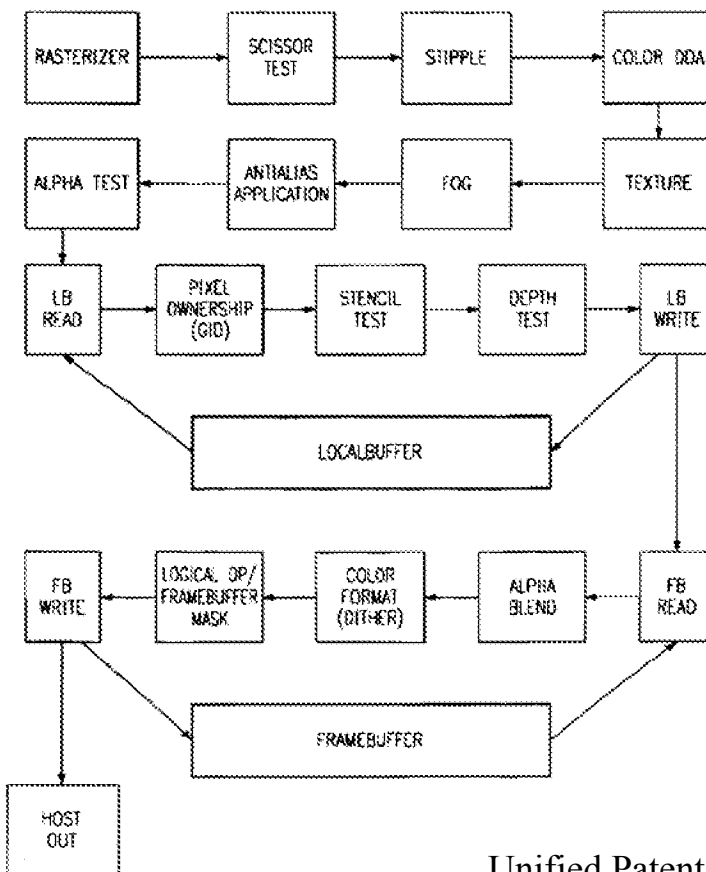 RASTERIZER
SCISSOR
TEST
STIPPLE
COLOR DDA
ALPHA TEST
ANTIALIAS
APPLICATION
FOG
TEXTURE
LB
READ
PIXEL
OWNERSHIP
(GID)
STENCIL
TEST
DEPTH
TEST
LB
WRITE
LOCALBUFFER
FB
WRITE
LOGICAL OP/
FRAMEBUFFER
MASK
COLOR
FORMAT
(DITHER)
ALPHA
BLEND
FB
READ
FRAMEBUFFER
HOST
OUT
Unified Patent